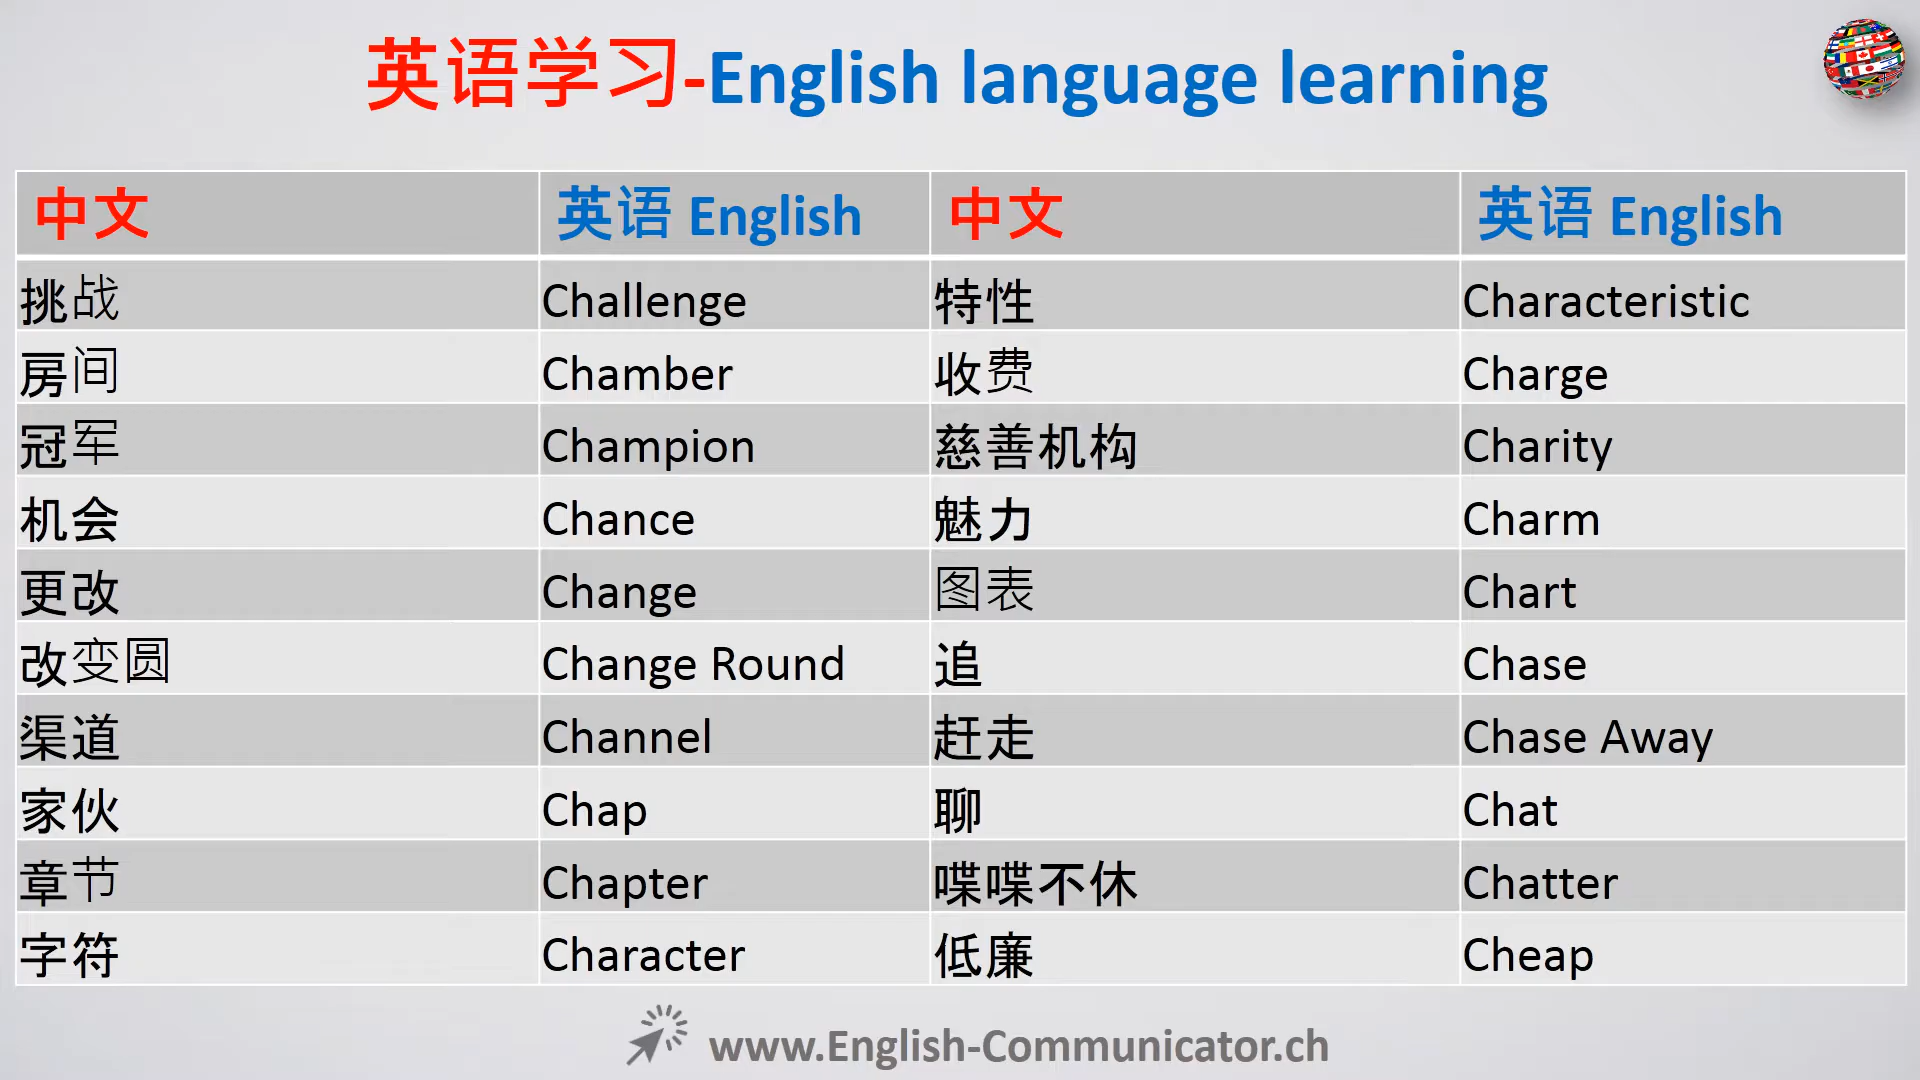 英语学习-English language learning
中文 英语 English 中文 英语 English
挑战 Challenge 特性 Characteristic
房间 Chamber 收费 Charge
冠军 Champion 慈善机构 Charity
机会 Chance 魅力 Charm
更改 Change 图表 Chart
改变圆 Change Round 追 Chase
渠道 Channel 赶走 Chase Away
家伙 Chap 聊 Chat
章节 Chapter 喋喋不休 Chatter
字符 Character 低廉 Cheap
www.English-Communicator.ch